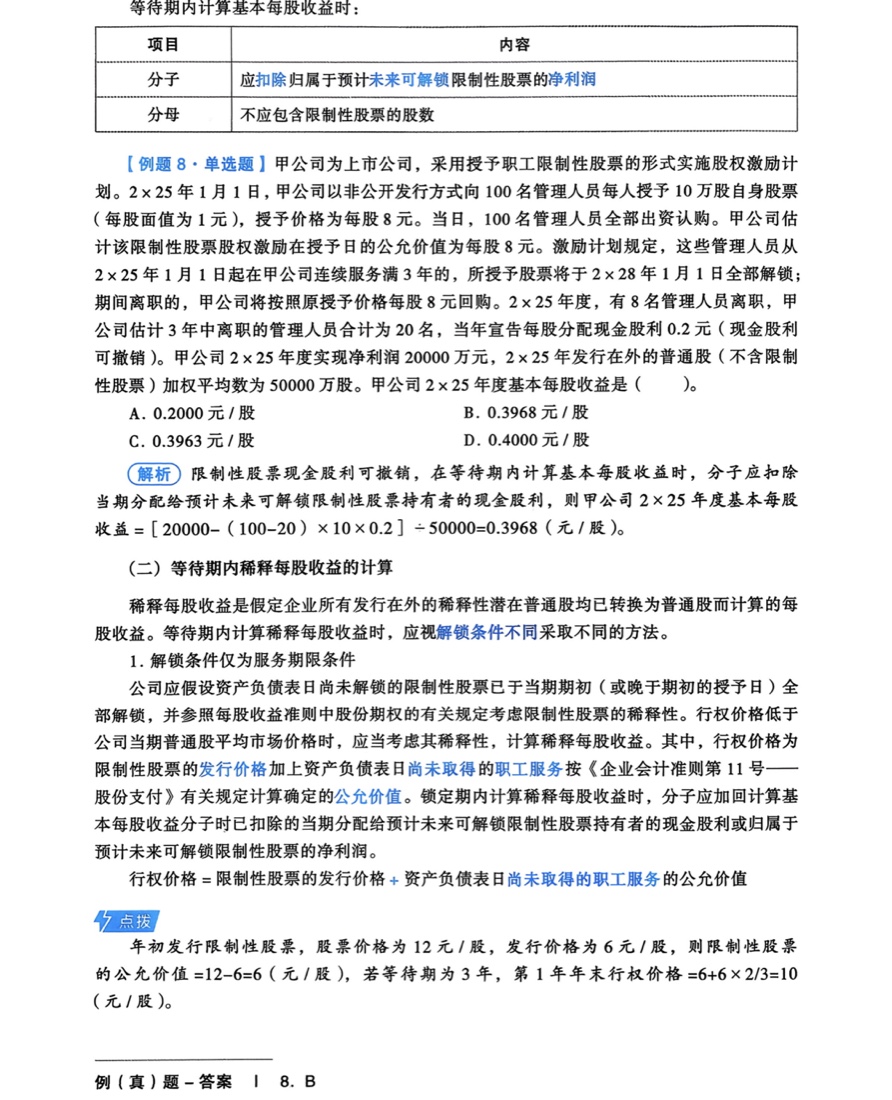 等待期内计算基本每股收益时：
项目 内容
分子 应扣除归属于预计未来可解锁限制性股票的净利润
分母 不应包含限制性股票的股数
【例题 8·单选题】甲公司为上市公司，采用授予职工限制性股票的形式实施股权激励计
划。2×25 年 1 月 1 日，甲公司以非公开发行方式向 100 名管理人员每人授予 10 万股自身股票
（每股面值为 1 元），授予价格为每股 8 元。当日，100 名管理人员全部出资认购。甲公司估
计该限制性股票股权激励在授予日的公允价值为每股 8 元。激励计划规定，这些管理人员从
2×25 年 1 月 1 日起在甲公司连续服务满 3 年的，所授予股票将于 2×28 年 1 月 1 日全部解锁；
期间离职的，甲公司将按照原授予价格每股 8 元回购。2×25 年度，有 8 名管理人员离职，甲
公司估计 3 年中离职的管理人员合计为 20 名，当年宣告每股分配现金股利 0.2 元（现金股利
可撤销）。甲公司 2×25 年度实现净利润 20000 万元，2×25 年发行在外的普通股（不含限制
性股票）加权平均数为 50000 万股。甲公司 2×25 年度基本每股收益是（　　）。
A. 0.2000 元 / 股 B. 0.3968 元 / 股
C. 0.3963 元 / 股 D. 0.4000 元 / 股
解析 限制性股票现金股利可撤销，在等待期内计算基本每股收益时，分子应扣除
当期分配给预计未来可解锁限制性股票持有者的现金股利，则甲公司 2×25 年度基本每股
收益 =［20000-（100-20）×10×0.2］÷50000=0.3968（元 / 股）。
（二）等待期内稀释每股收益的计算
稀释每股收益是假定企业所有发行在外的稀释性潜在普通股均已转换为普通股而计算的每
股收益。等待期内计算稀释每股收益时，应视解锁条件不同采取不同的方法。
1. 解锁条件仅为服务期限条件
公司应假设资产负债表日尚未解锁的限制性股票已于当期期初（或晚于期初的授予日）全
部解锁，并参照每股收益准则中股份期权的有关规定考虑限制性股票的稀释性。行权价格低于
公司当期普通股平均市场价格时，应当考虑其稀释性，计算稀释每股收益。其中，行权价格为
限制性股票的发行价格加上资产负债表日尚未取得的职工服务按《企业会计准则第 11 号——
股份支付》有关规定计算确定的公允价值。锁定期内计算稀释每股收益时，分子应加回计算基
本每股收益分子时已扣除的当期分配给预计未来可解锁限制性股票持有者的现金股利或归属于
预计未来可解锁限制性股票的净利润。
行权价格 = 限制性股票的发行价格 + 资产负债表日尚未取得的职工服务的公允价值
点拨
年初发行限制性股票，股票价格为 12 元 / 股，发行价格为 6 元 / 股，则限制性股票
的公允价值 =12-6=6（元 / 股），若等待期为 3 年，第 1 年年末行权价格 =6+6×2/3=10
（元 / 股）。
例（真）题 – 答案 | 8. B